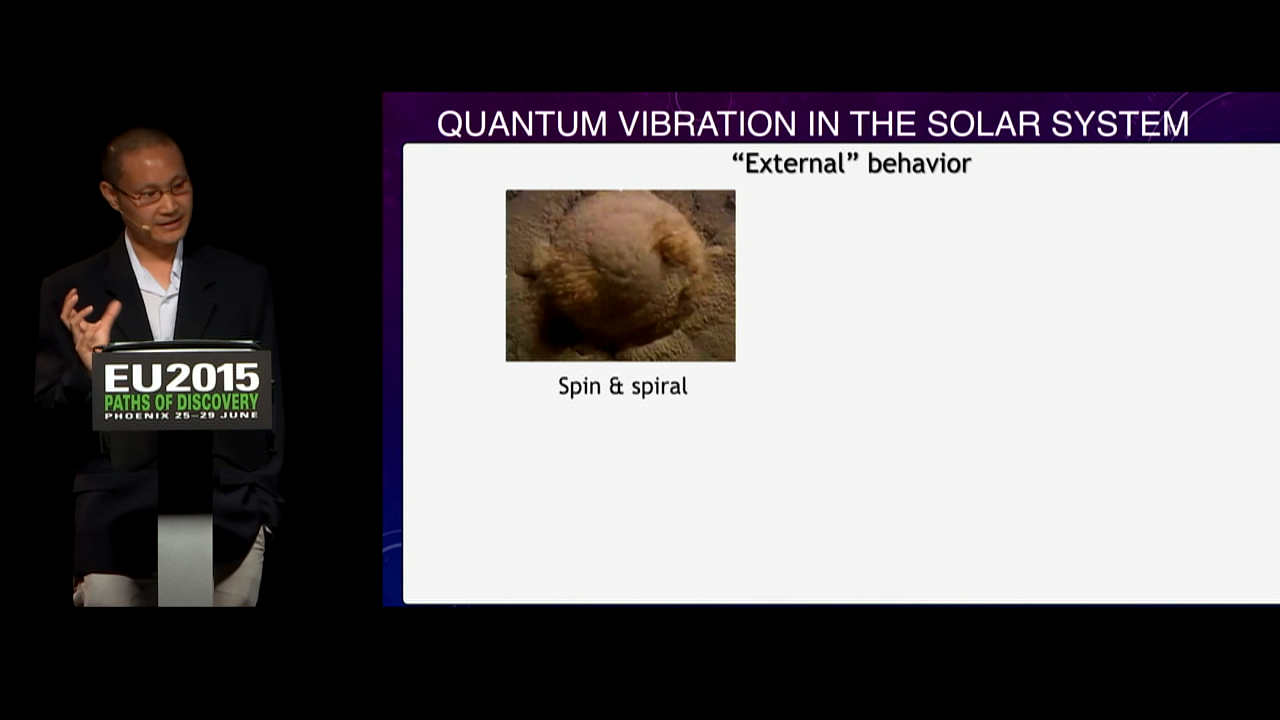 QUANTUM VIBRATION IN THE SOLAR SYSTEM
“External” behavior
Spin & spiral
EU2015
PATHS OF DISCOVERY
PHOENIX 25–29 JUNE